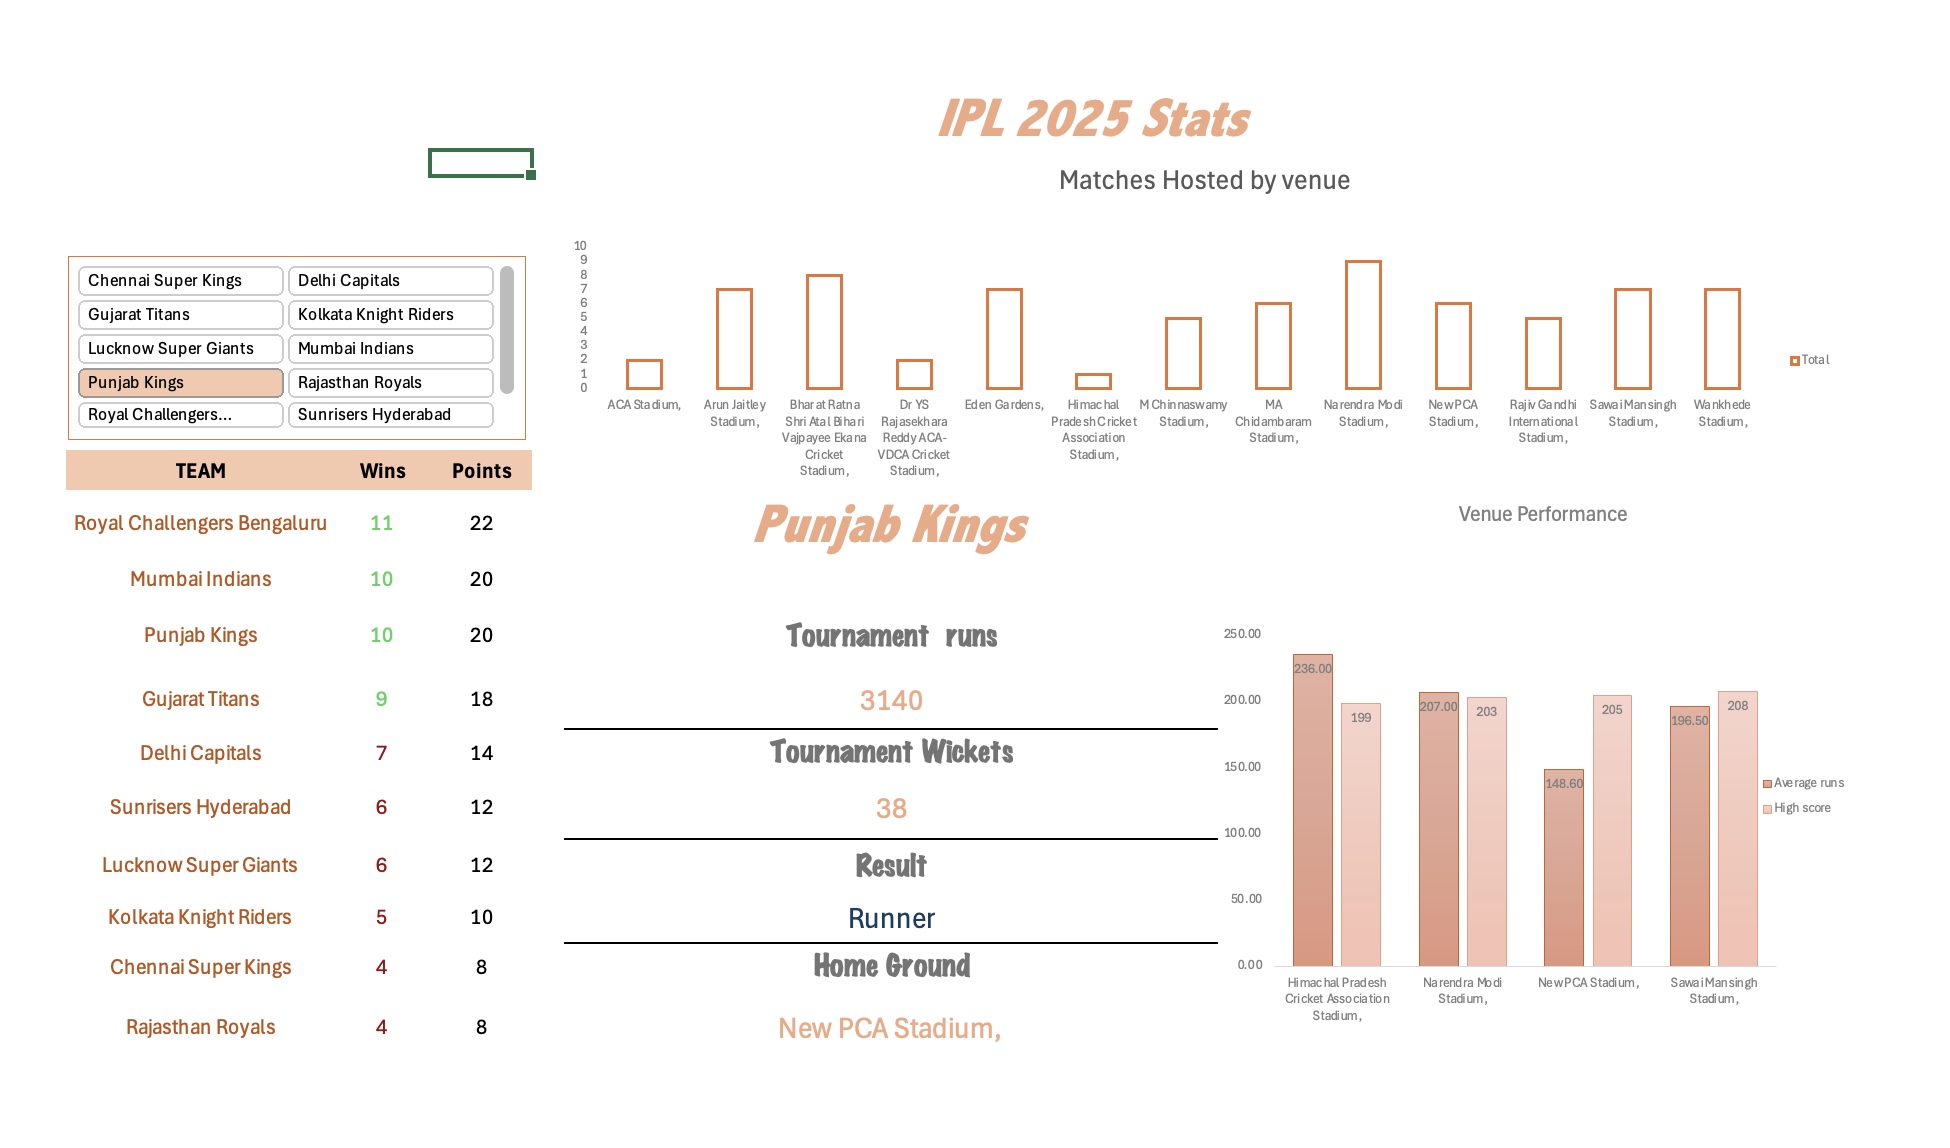 IPL 2025 Stats
Matches Hosted by venue
Chennai Super Kings
Delhi Capitals
Gujarat Titans
Kolkata Knight Riders
Lucknow Super Giants
Mumbai Indians
Punjab Kings
Rajasthan Royals
Royal Challengers...
Sunrisers Hyderabad
10
9
8
7
6
5
4
3
2
1
0
ACA Stadium,
Arun Jaitley
Stadium,
Bharat Ratna
Shri Atal Bihari
Vajpayee Ekana
Cricket
Stadium,
Dr YS
Rajasekhara
Reddy ACA-
VDCA Cricket
Stadium,
Eden Gardens,
Himachal
Pradesh Cricket
Association
Stadium,
M Chinnaswamy
Stadium,
MA
Chidambaram
Stadium,
Narendra Modi
Stadium,
New PCA
Stadium,
Rajiv Gandhi
International
Stadium,
Sawai Mansingh
Stadium,
Wankhede
Stadium,
Total
TEAM Wins Points
Royal Challengers Bengaluru 11 22
Mumbai Indians 10 20
Punjab Kings 10 20
Gujarat Titans 9 18
Delhi Capitals 7 14
Sunrisers Hyderabad 6 12
Lucknow Super Giants 6 12
Kolkata Knight Riders 5 10
Chennai Super Kings 4 8
Rajasthan Royals 4 8
Punjab Kings
Tournament runs
3140
Tournament Wickets
38
Result
Runner
Home Ground
New PCA Stadium,
Venue Performance
250.00
200.00
150.00
100.00
50.00
0.00
236.00
199
207.00
203
148.60
205
196.50
208
Himachal Pradesh
Cricket Association
Stadium,
Narendra Modi
Stadium,
New PCA Stadium,
Sawai Mansingh
Stadium,
Average runs
High score